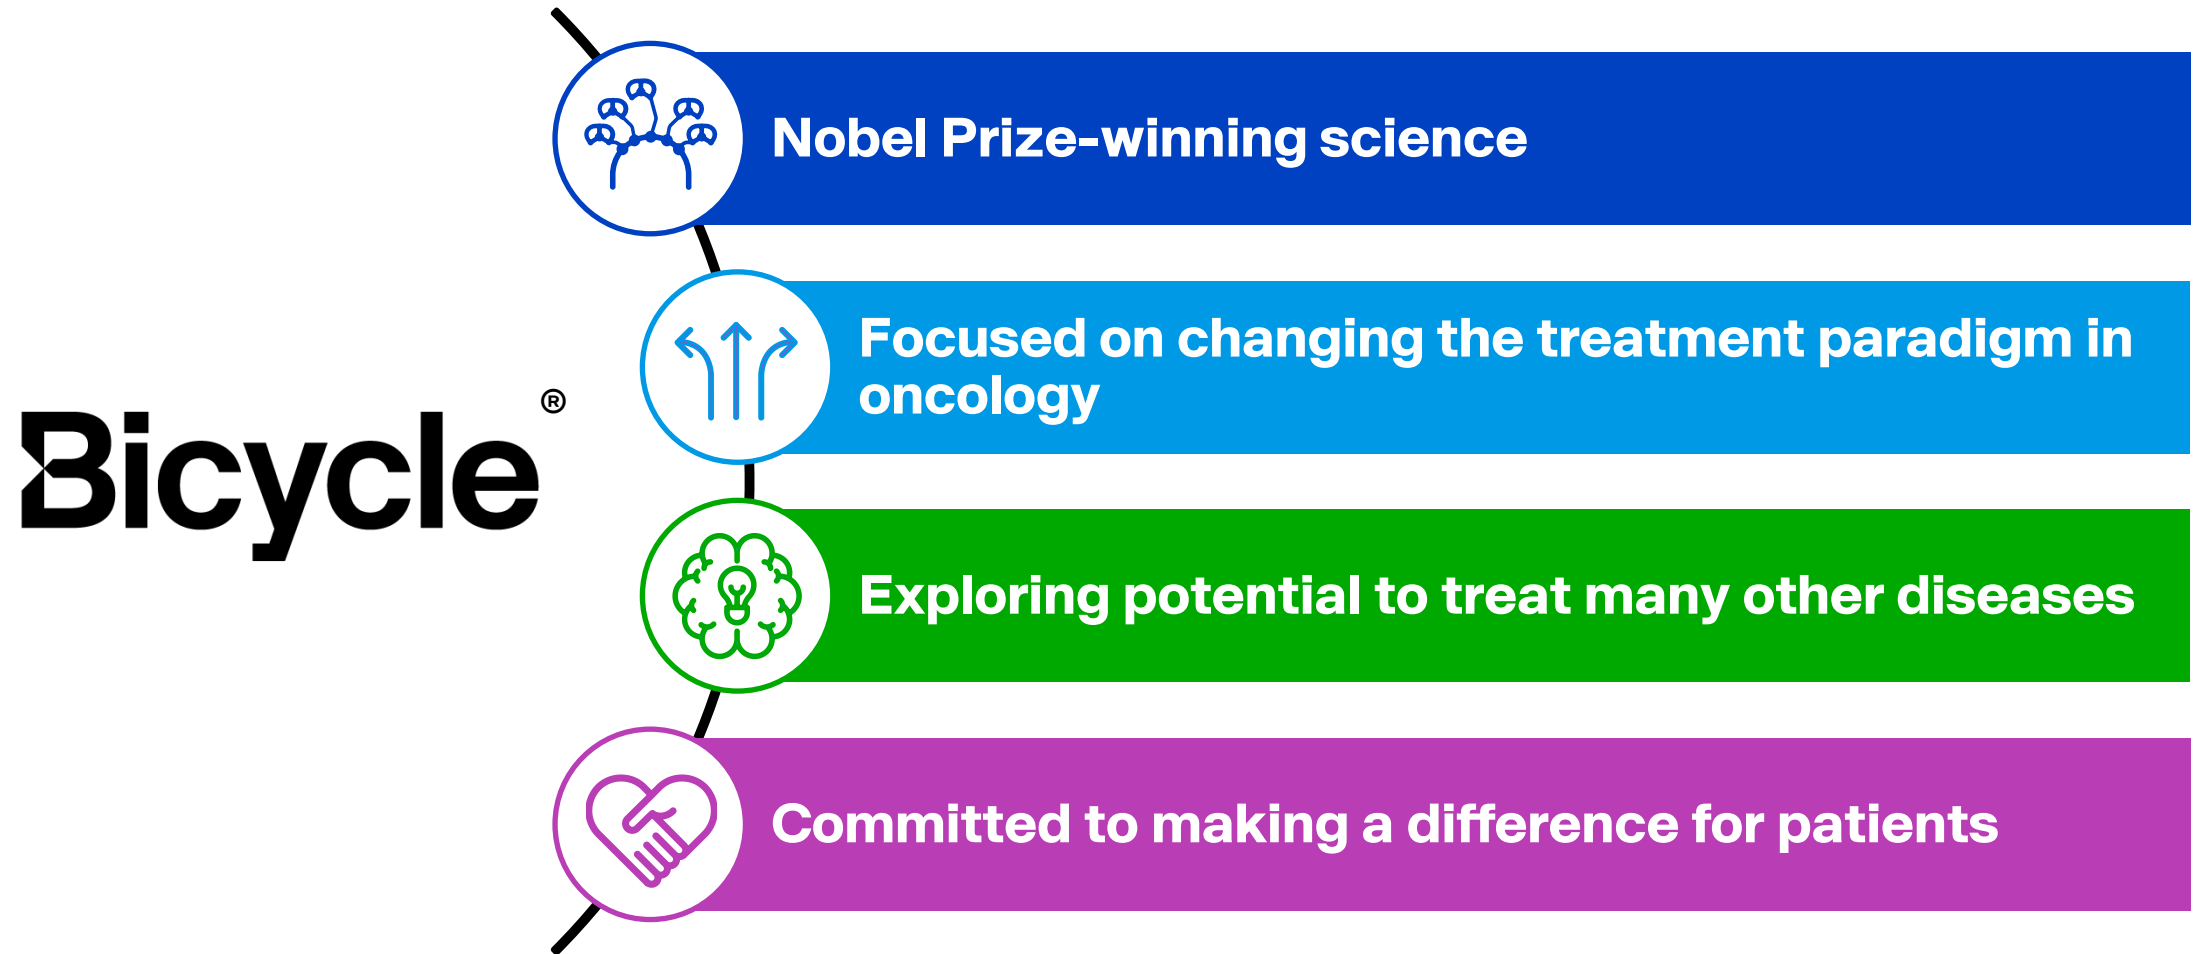 Bicycle®
Nobel Prize-winning science
Focused on changing the treatment paradigm in
oncology
Exploring potential to treat many other diseases
Committed to making a difference for patients